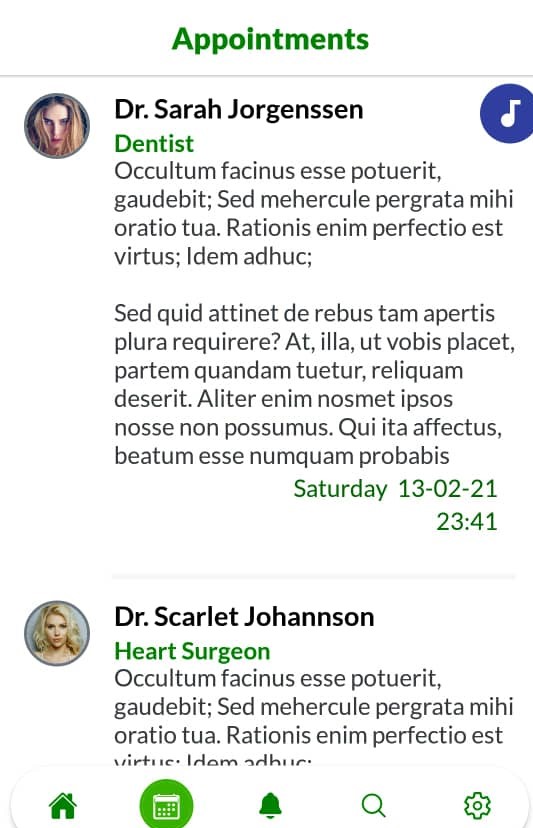 Appointments
Dr. Sarah Jorgenssen
Dentist
Occultum facinus esse potuerit,
gaudebit; Sed mehercule pergrata mihi
oratio tua. Rationis enim perfectio est
virtus; Idem adhuc;
Sed quid attinet de rebus tam apertis
plura requirere? At, illa, ut vobis placet,
partem quandam tuetur, reliquam
deserit. Aliter enim nosmet ipsos
nosse non possumus. Qui ita affectus,
beatum esse numquam probabis
Saturday 13-02-21
23:41
Dr. Scarlet Johannson
Heart Surgeon
Occultum facinus esse potuerit,
gaudebit; Sed mehercule pergrata mihi
oratio tua. Rationis enim perfectio est
virtus; Idem adhuc;